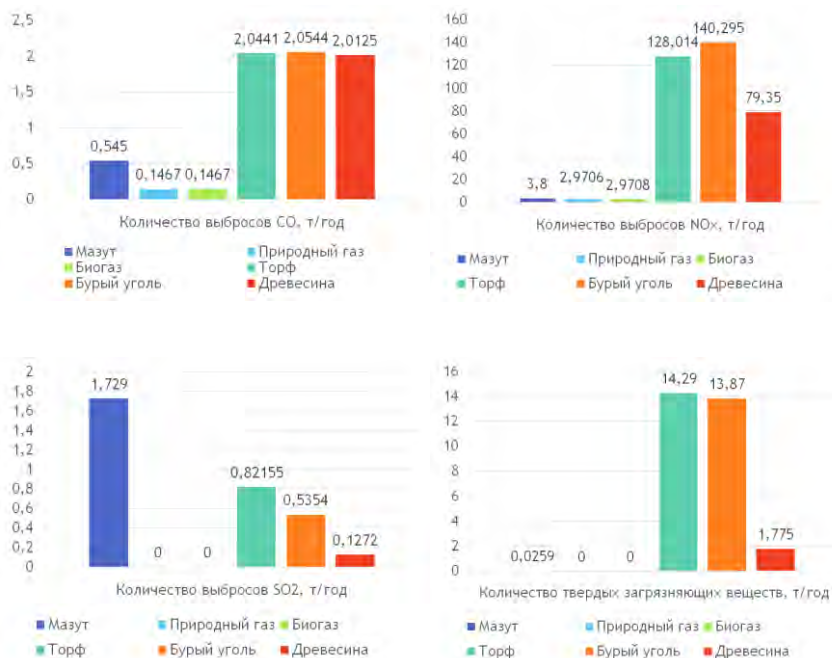 2,5
2
1,5
1
0,5
0
0,545
0,1467
0,1467
2,0441
2,0544
2,0125
Количество выбросов CO, т/год
Мазут
Природный газ
Биогаз
Торф
Бурый уголь
Древесина
160
140
120
100
80
60
40
20
0
3,8
2,9706
2,9708
128,014
140,295
79,35
Количество выбросов NOx, т/год
Мазут
Природный газ
Биогаз
Торф
Бурый уголь
Древесина
2
1,8
1,6
1,4
1,2
1
0,8
0,6
0,4
0,2
0
1,729
0
0
0,82155
0,5354
0,1272
Количество выбросов SO2, т/год
Мазут
Природный газ
Биогаз
Торф
Бурый уголь
Древесина
16
14
12
10
8
6
4
2
0
0,0259
0
0
14,29
13,87
1,775
Количество твердых загрязняющих веществ, т/год
Мазут
Природный газ
Биогаз
Торф
Бурый уголь
Древесина